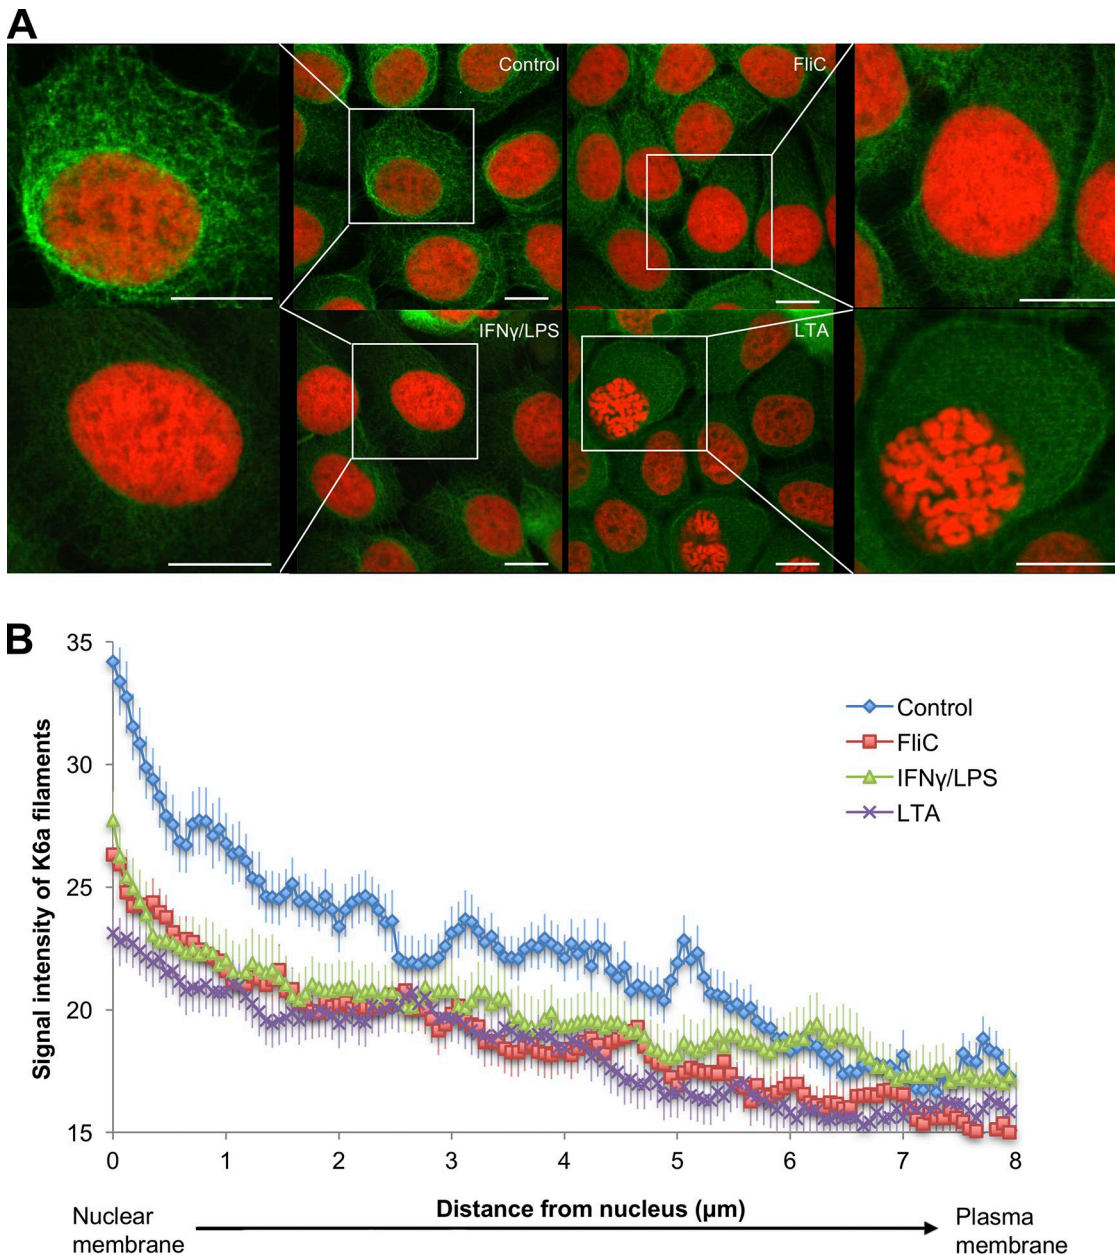 A
Control
FliC
IFNγ/LPS
LTA
B
35
30
25
20
15
Signal intensity of K6a filaments
Control
FliC
IFNγ/LPS
LTA
0 1 2 3 4 5 6 7 8
Distance from nucleus (µm)
Nuclear
membrane
Plasma
membrane